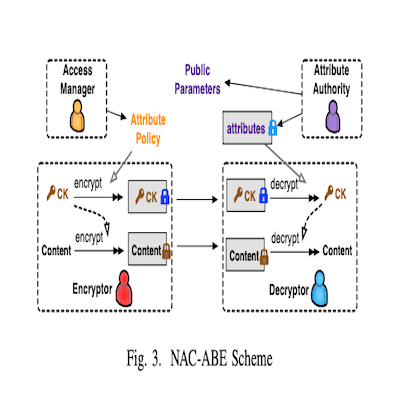 Access
Manager
Public
Parameters
Attribute
Authority
Attribute
Policy
attributes
CK
encrypt
CK
CK
decrypt
CK
Content
encrypt
Content
Content
decrypt
Content
Encryptor
Decryptor
Fig. 3. NAC-ABE Scheme